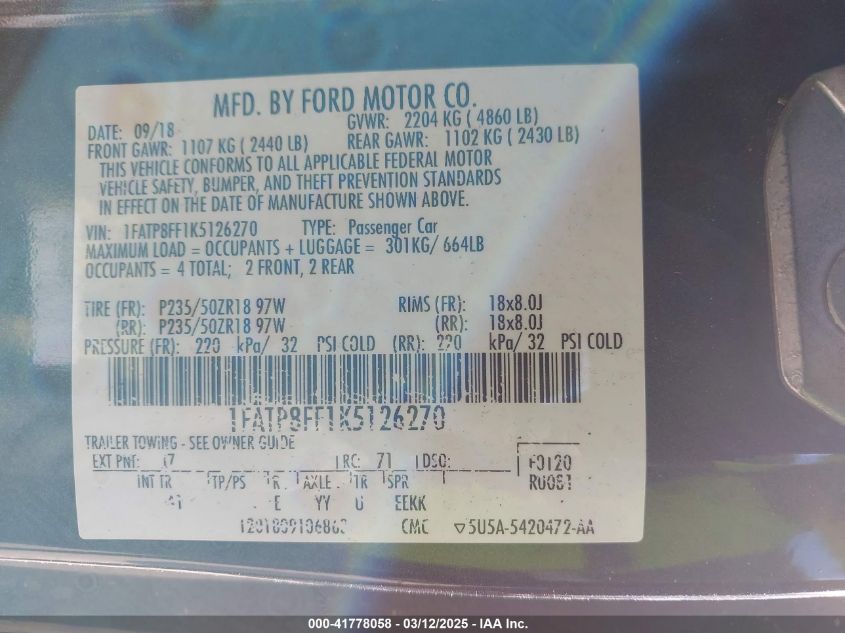 MFD. BY FORD MOTOR CO.
DATE: 09/18 GVWR: 2204 KG ( 4860 LB)
FRONT GAWR: 1107 KG ( 2440 LB) REAR GAWR: 1102 KG ( 2430 LB)
THIS VEHICLE CONFORMS TO ALL APPLICABLE FEDERAL MOTOR
VEHICLE SAFETY, BUMPER, AND THEFT PREVENTION STANDARDS
IN EFFECT ON THE DATE OF MANUFACTURE SHOWN ABOVE.
VIN: 1FATP8FF1K5126270 TYPE: Passenger Car
MAXIMUM LOAD = OCCUPANTS + LUGGAGE = 301KG/ 664LB
OCCUPANTS = 4 TOTAL; 2 FRONT, 2 REAR
TIRE (FR): P235/50ZR18 97W RIMS (FR): 18x8.0J
(RR): P235/50ZR18 97W (RR): 18x8.0J
PRESSURE (FR): 220 kPa/ 32 PSI COLD (RR): 220 kPa/ 32 PSI COLD
1FATP8FF1K5126270
TRAILER TOWING - SEE OWNER GUIDE
EXT PNT: RC: 71 DSO: F0120
INT TR TP/PS R AXLE TR SPR
E YY EEKK
CMC ▽5U5A-5420472-AA
000-41778058 - 03/12/2025 - IAA Inc.